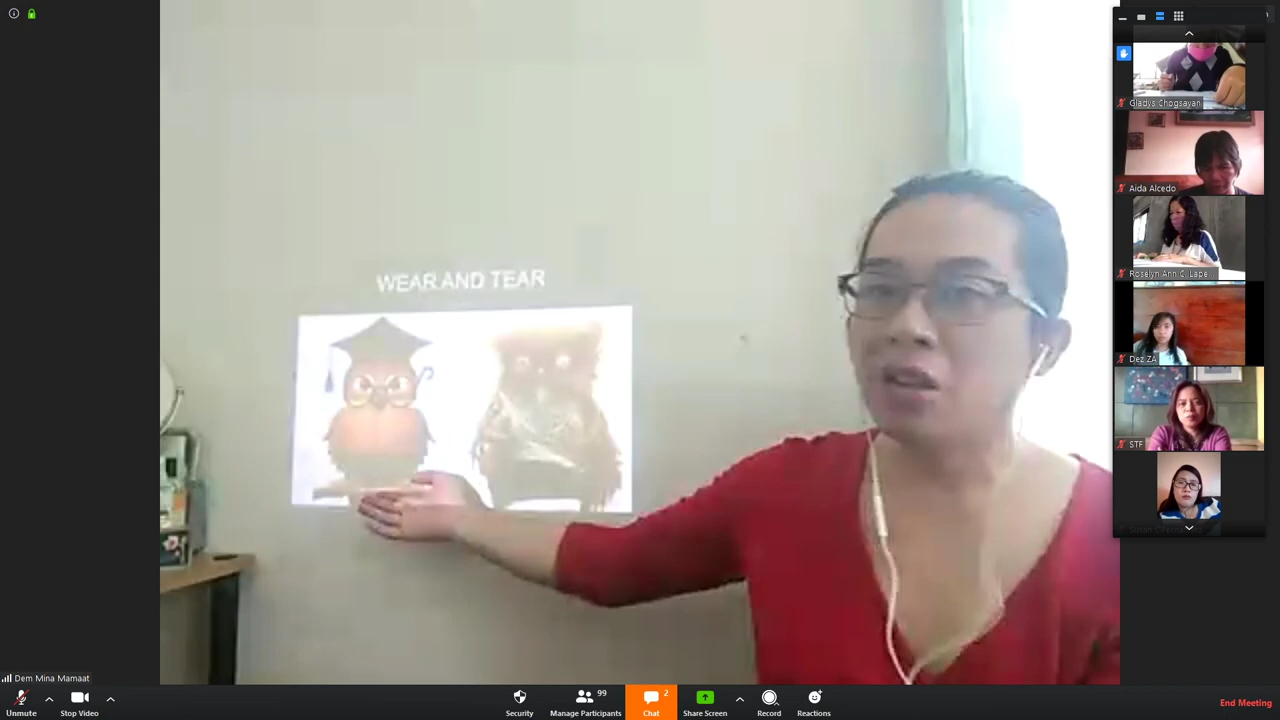 WEAR AND TEAR
Gladys Chogsayan
Aida Alcedo
Roselyn Ann C. Lape...
Dez ZA
STF
Dem Mina Mamaat
Unmute
Stop Video
Security
Manage Participants
99
Chat
2
Share Screen
Record
Reactions
End Meeting